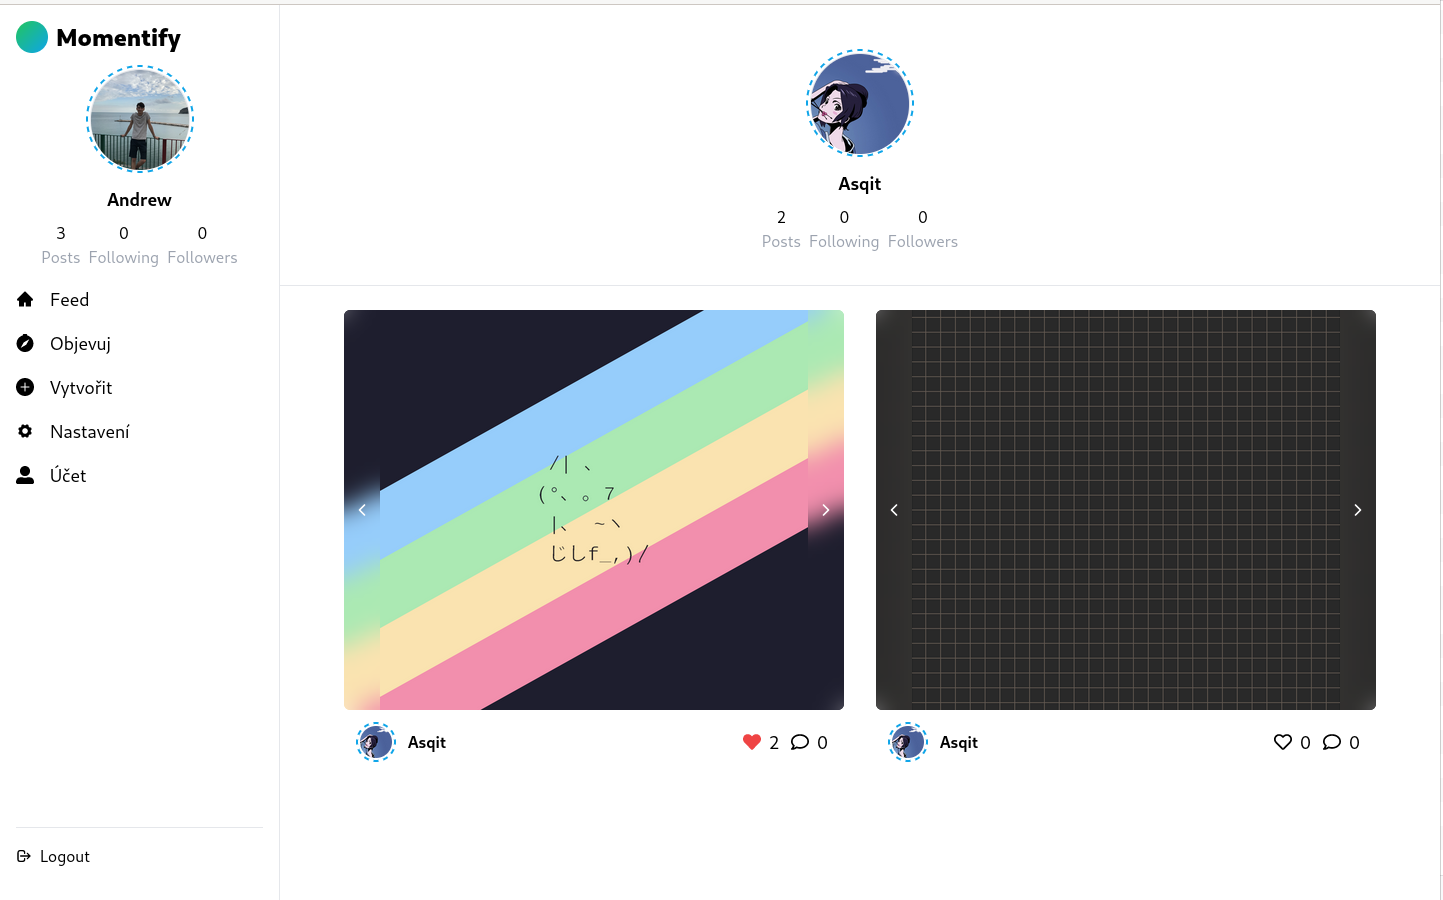 Momentify
Andrew
3 0 0
Posts Following Followers
Feed
Objevuj
Vytvořit
Nastavení
Účet
Logout
Asqit
2 0 0
Posts Following Followers
/| 、
(°、 。7
|、 ~ヽ
じしf_,)/
Asqit 2 0
Asqit 0 0